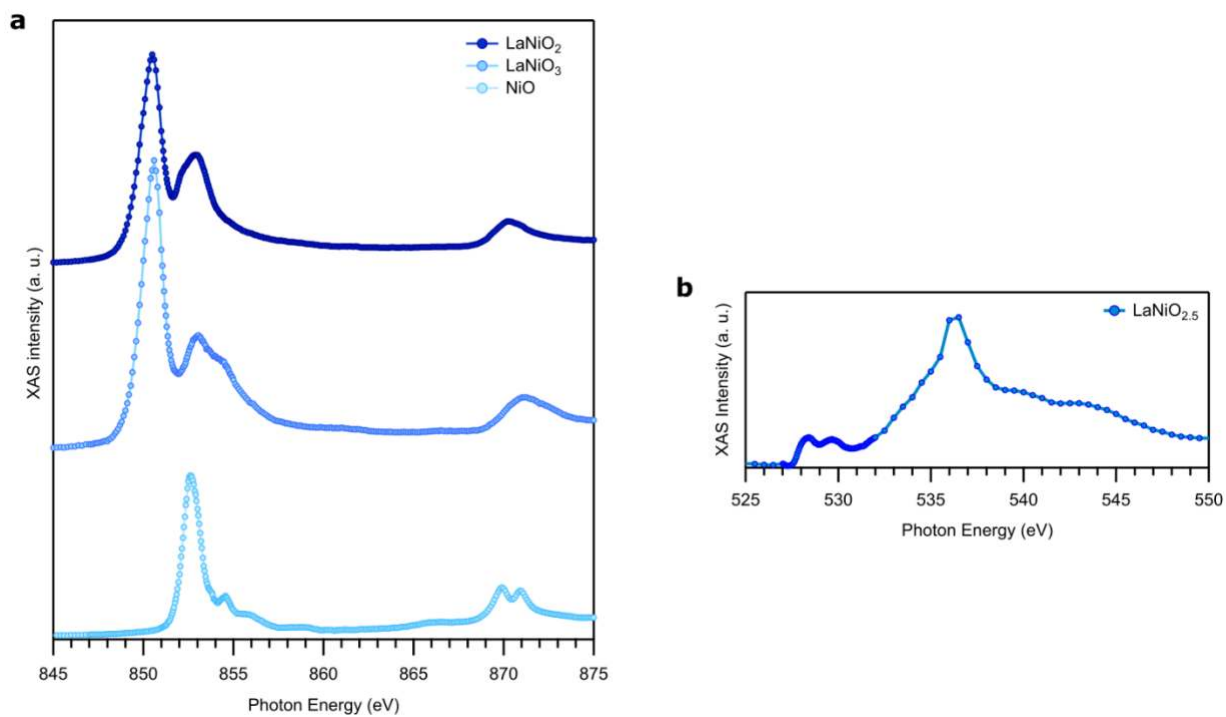 a
LaNiO₂
LaNiO₃
NiO
XAS intensity (a. u.)
845 850 855 860 865 870 875
Photon Energy (eV)
b
LaNiO₂.₅
XAS Intensity (a. u.)
525 530 535 540 545 550
Photon Energy (eV)